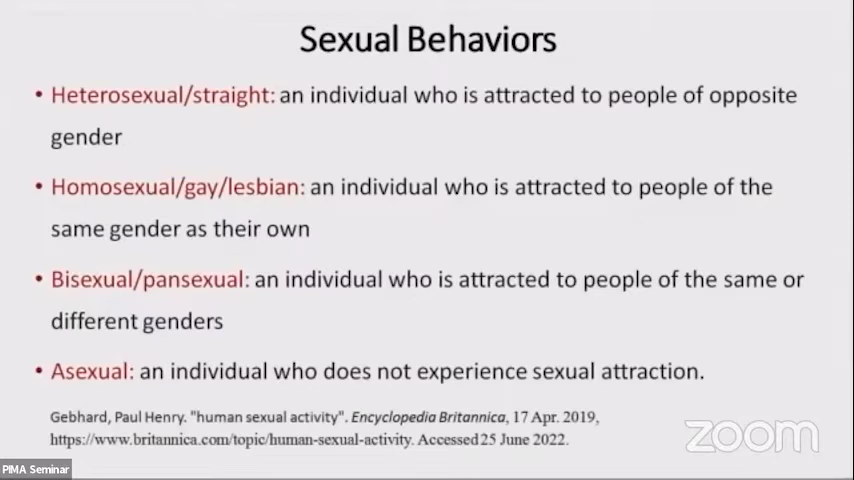 Sexual Behaviors
• Heterosexual/straight: an individual who is attracted to people of opposite
gender
• Homosexual/gay/lesbian: an individual who is attracted to people of the
same gender as their own
• Bisexual/pansexual: an individual who is attracted to people of the same or
different genders
• Asexual: an individual who does not experience sexual attraction.
Gebhard, Paul Henry. "human sexual activity". Encyclopedia Britannica, 17 Apr. 2019,
https://www.britannica.com/topic/human-sexual-activity. Accessed 25 June 2022.
zoom
PIMA Seminar